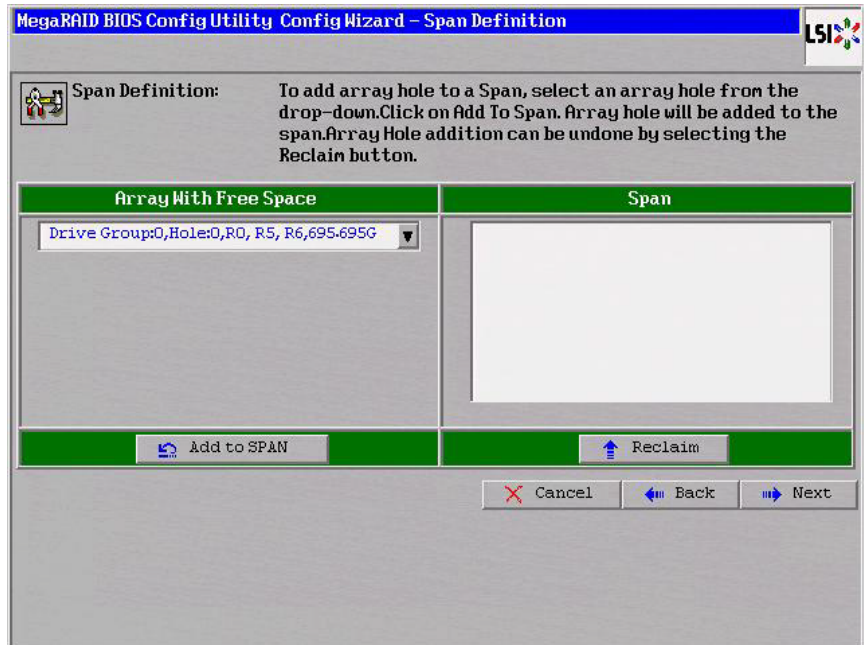 MegaRAID BIOS Config Utility Config Wizard – Span Definition
LSI
Span Definition:
To add array hole to a Span, select an array hole from the
drop-down.Click on Add To Span. Array hole will be added to the
span.Array Hole addition can be undone by selecting the
Reclaim button.
Array With Free Space
Span
Drive Group:0,Hole:0,R0, R5, R6,695.695G
Add to SPAN
Reclaim
Cancel
Back
Next